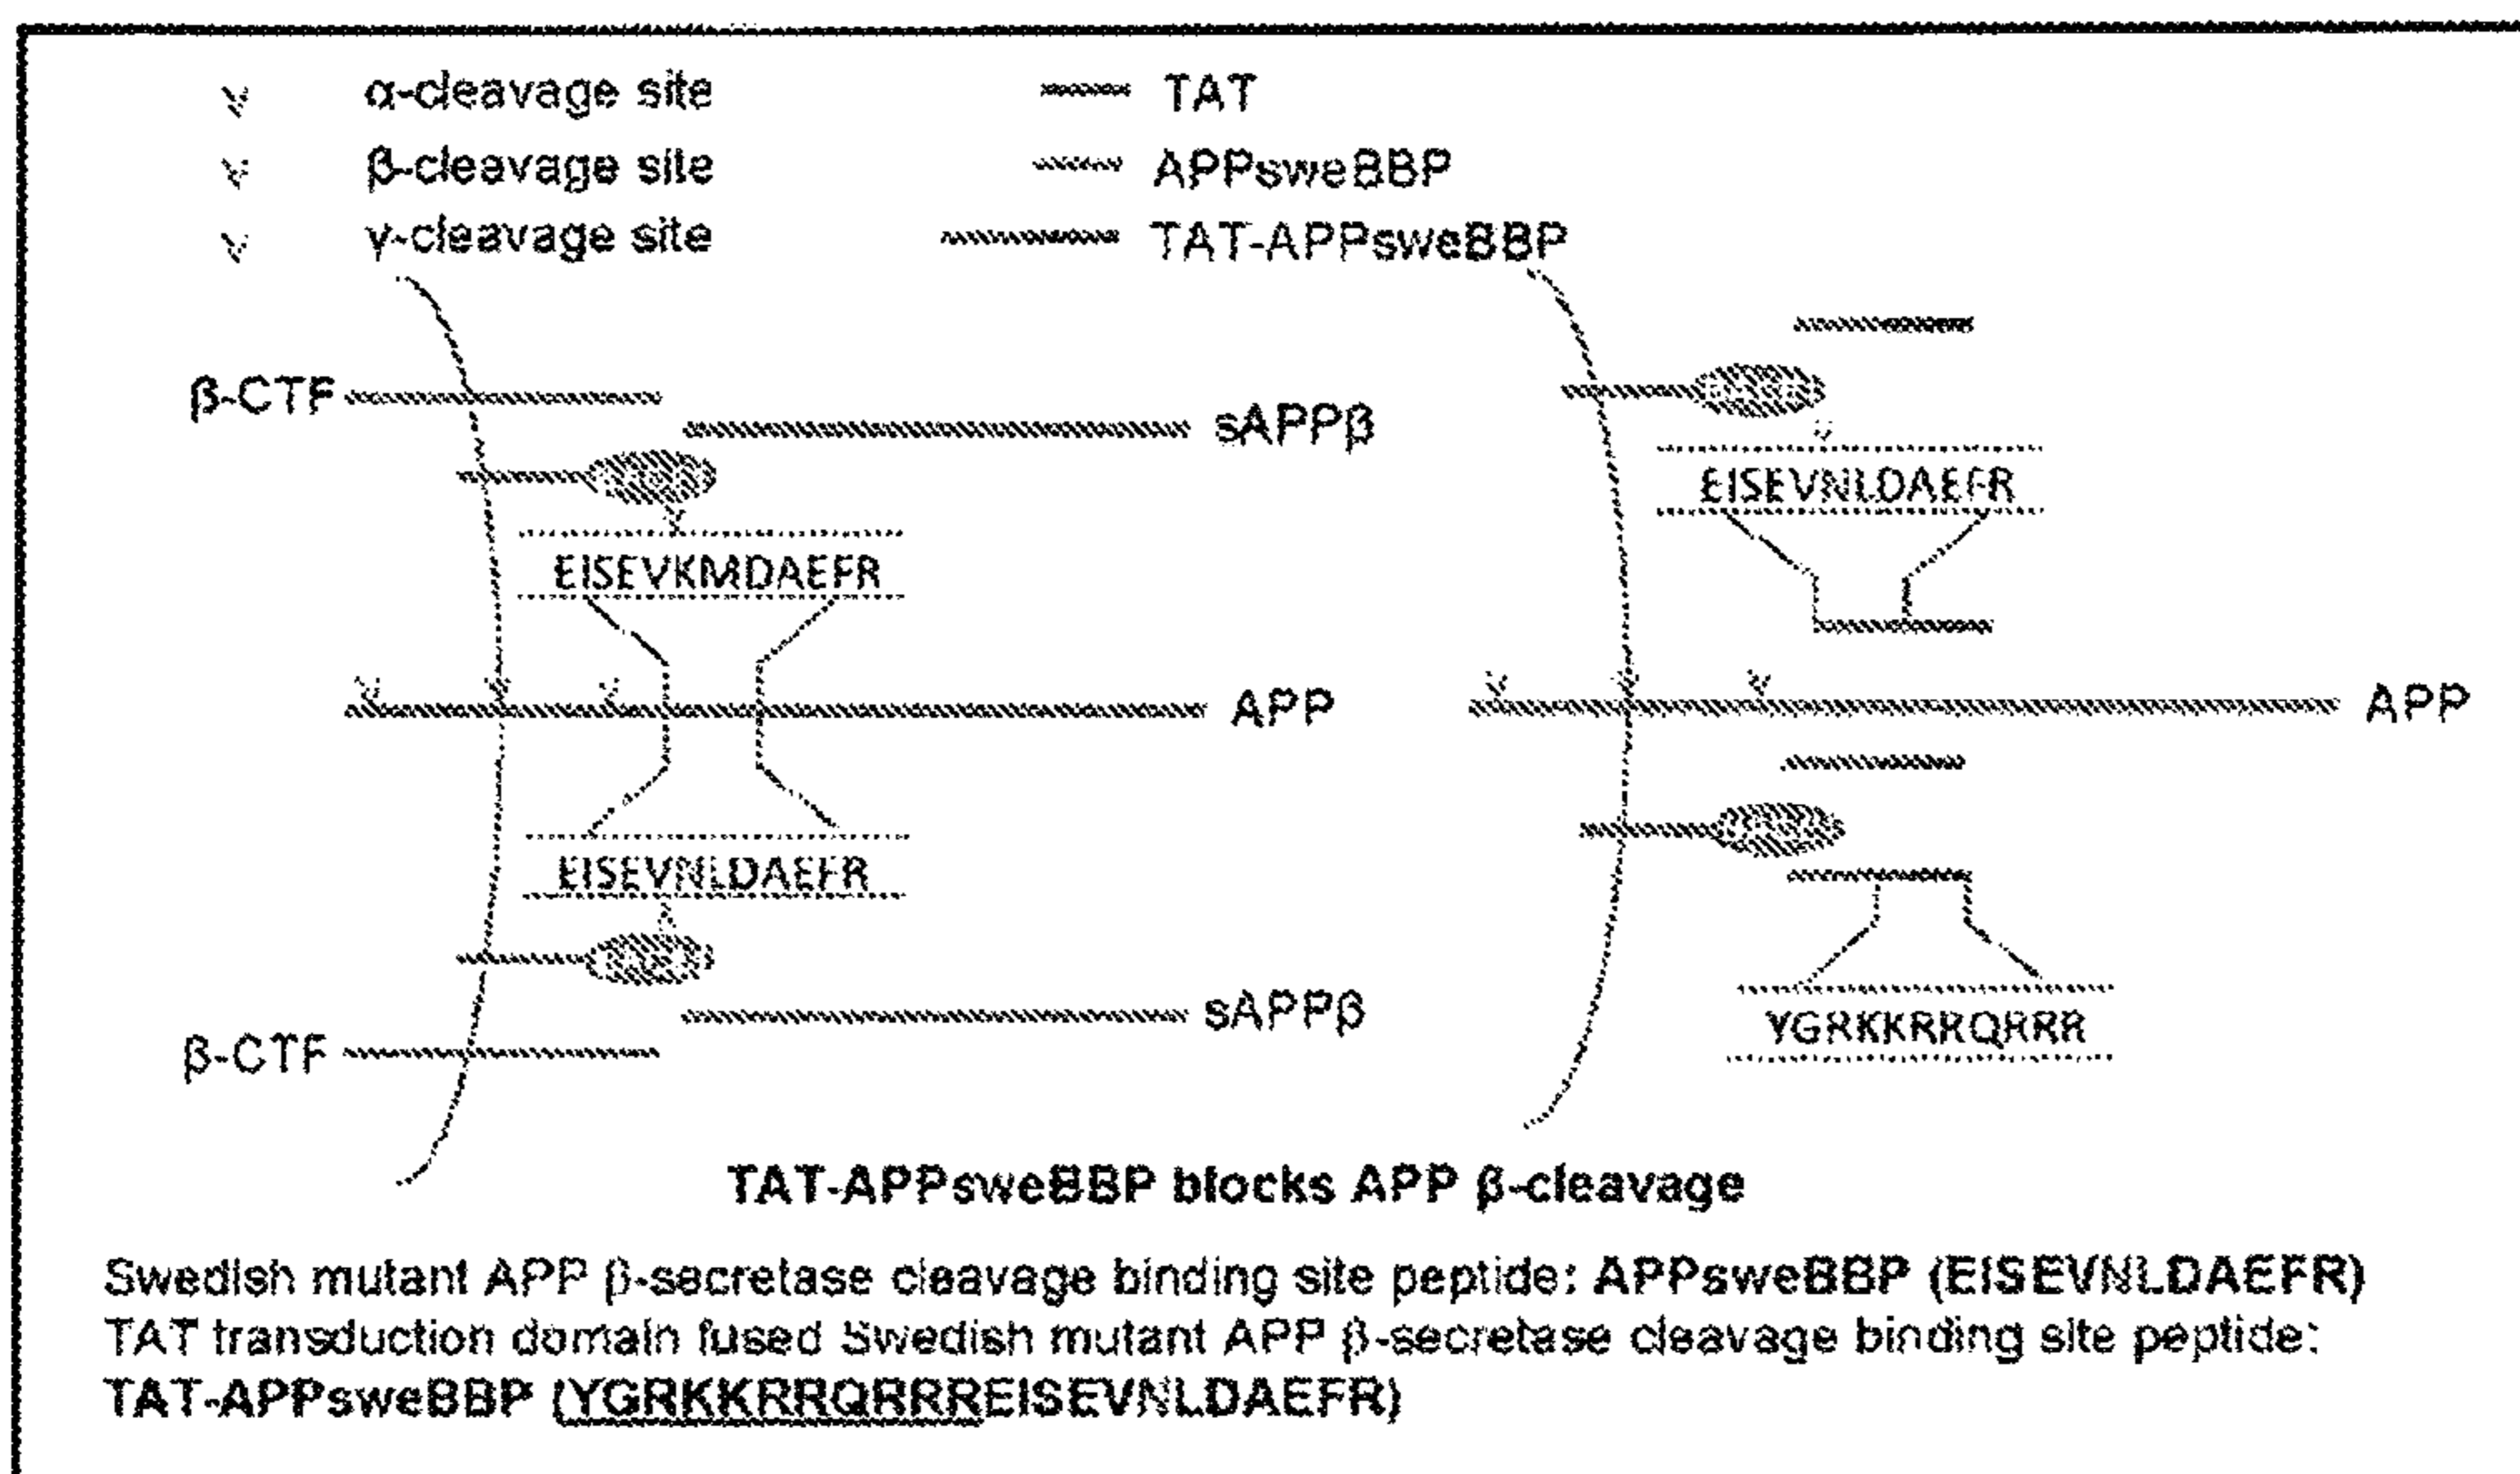 α-cleavage site
TAT
β-cleavage site
APPsweBBP
γ-cleavage site
TAT-APPsweBBP
β-CTF
sAPPβ
EISEVKMDAEFR
APP
EISEVNLDAEFR
sAPPβ
β-CTF
EISEVNLDAEFR
APP
YGRKKRRQRRR
TAT-APPsweBBP blocks APP β-cleavage
Swedish mutant APP β-secretase cleavage binding site peptide: APPsweBBP (EISEVNLDAEFR)
TAT transduction domain fused Swedish mutant APP β-secretase cleavage binding site peptide:
TAT-APPsweBBP (YGRKKRRQRRREISEVNLDAEFR)